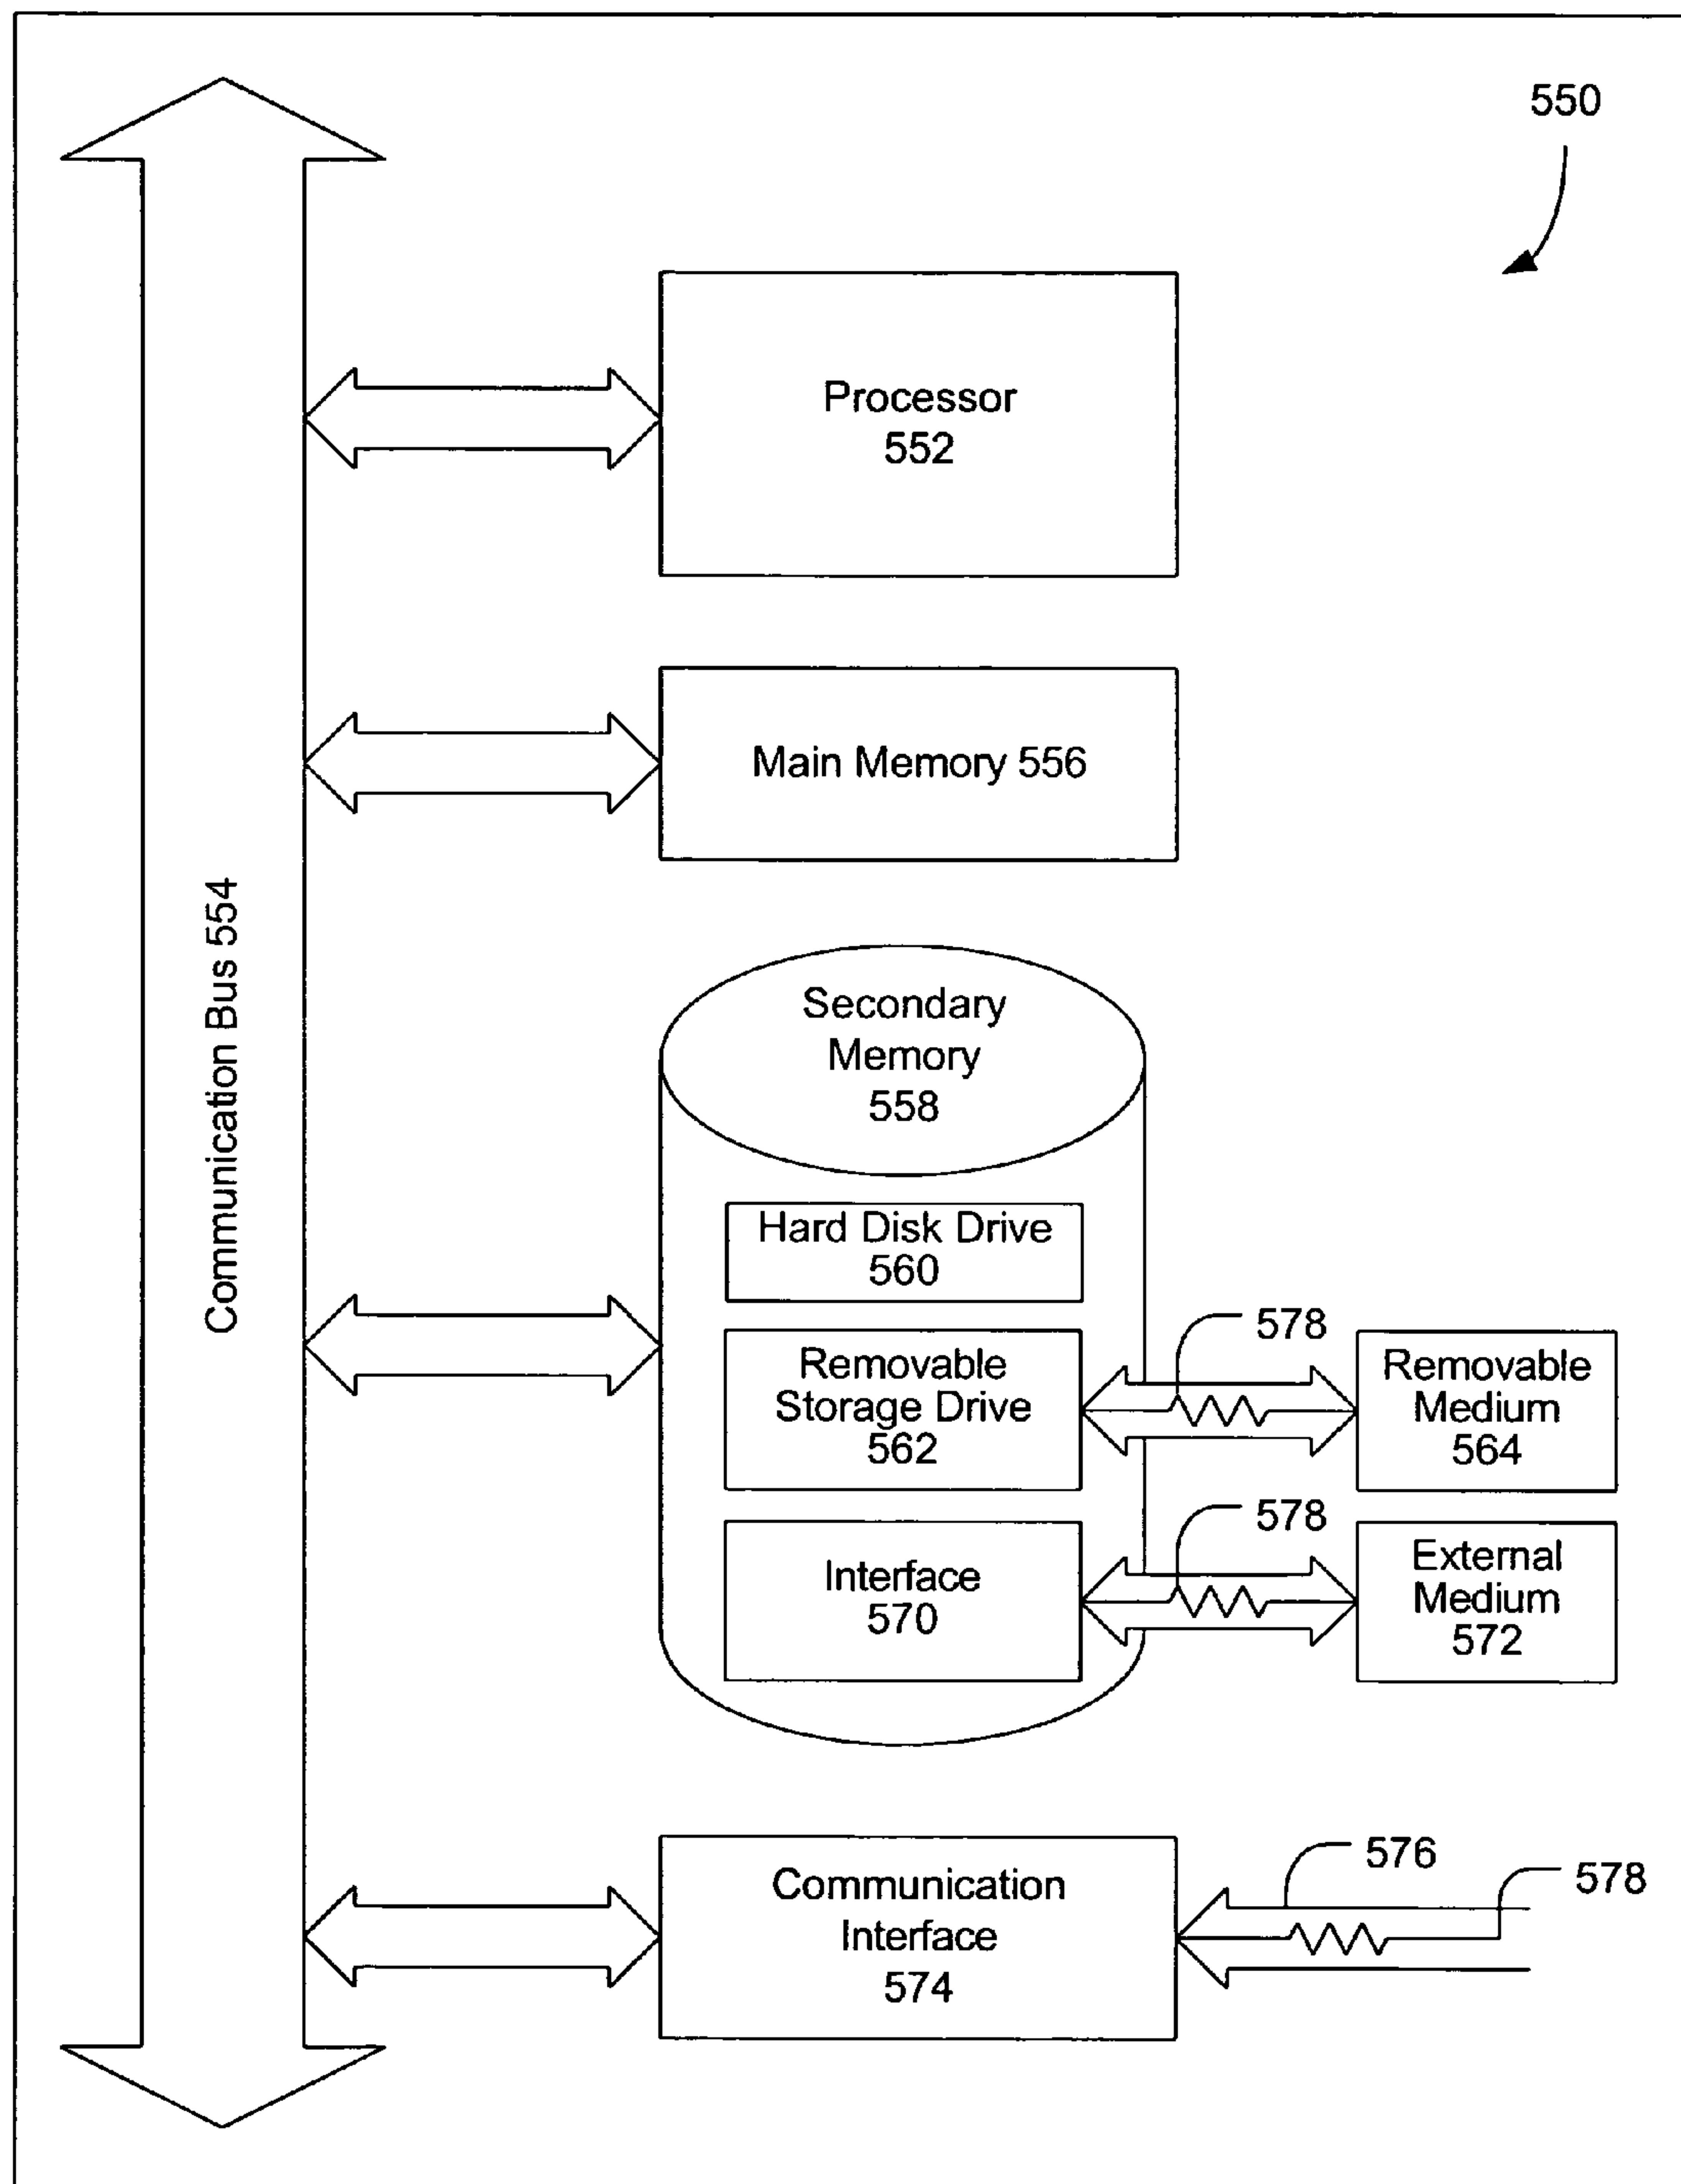 550
Processor
552
Main Memory 556
Communication Bus 554
Secondary
Memory
558
Hard Disk Drive
560
578
Removable
Storage Drive
562
Removable
Medium
564
578
Interface
570
External
Medium
572
Communication
Interface
574
576
578